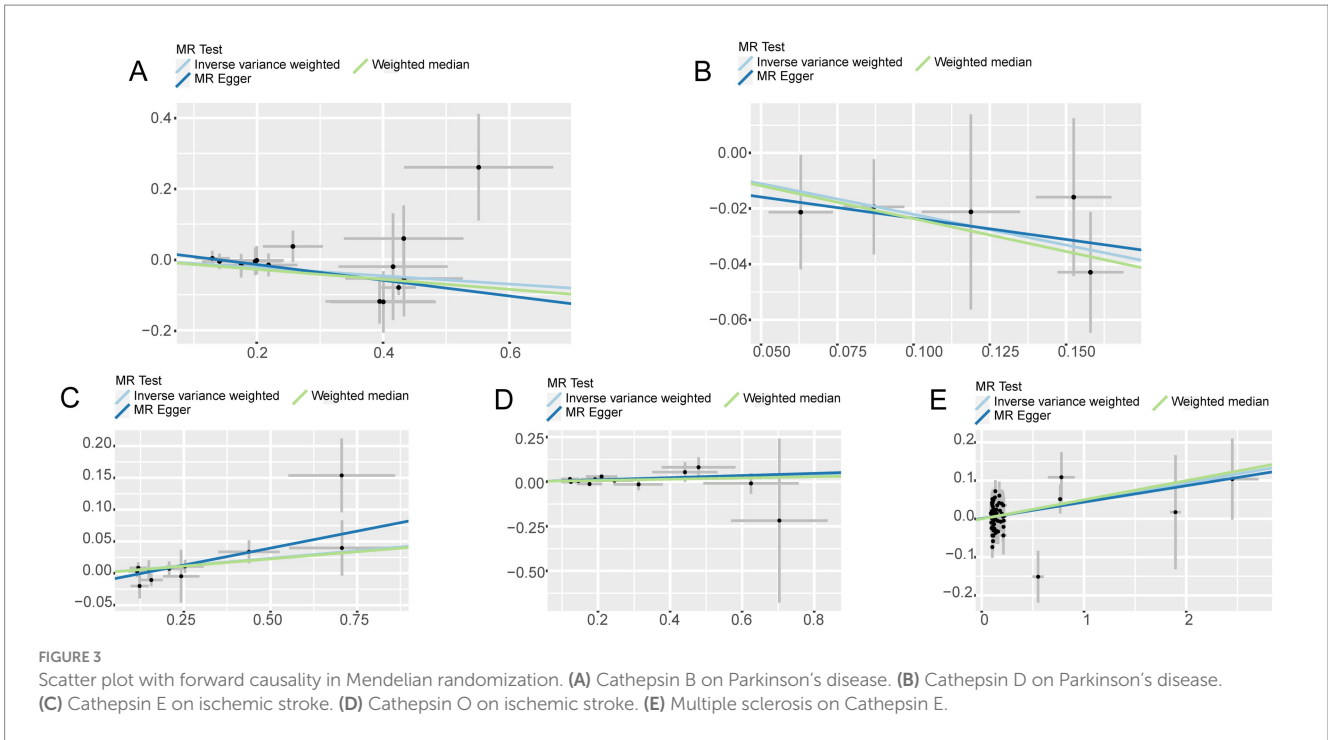 MR Test
A
Inverse variance weighted
Weighted median
MR Egger
0.4
0.2
0.0
−0.2
0.2
0.4
0.6
MR Test
B
Inverse variance weighted
Weighted median
MR Egger
0.00
−0.02
−0.04
−0.06
0.050
0.075
0.100
0.125
0.150
MR Test
C
Inverse variance weighted
Weighted median
MR Egger
0.20
0.15
0.10
0.05
0.00
−0.05
0.25
0.50
0.75
MR Test
D
Inverse variance weighted
Weighted median
MR Egger
0.25
0.00
−0.25
−0.50
0.2
0.4
0.6
0.8
MR Test
E
Inverse variance weighted
Weighted median
MR Egger
0.2
0.1
0.0
−0.1
−0.2
0
1
2
FIGURE 3
Scatter plot with forward causality in Mendelian randomization. (A) Cathepsin B on Parkinson’s disease. (B) Cathepsin D on Parkinson’s disease.
(C) Cathepsin E on ischemic stroke. (D) Cathepsin O on ischemic stroke. (E) Multiple sclerosis on Cathepsin E.